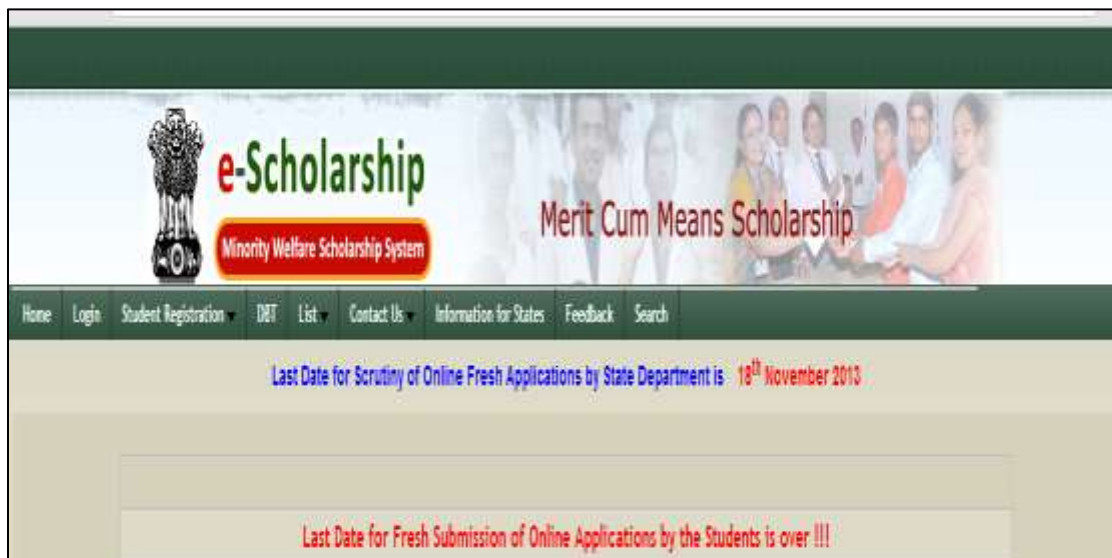 e-Scholarship
Minority Welfare Scholarship System
Merit Cum Means Scholarship
Home Login Student Registration DBT List Contact Us Information for States Feedback Search
Last Date for Scrutiny of Online Fresh Applications by State Department is 18th November 2013
Last Date for Fresh Submission of Online Applications by the Students is over !!!